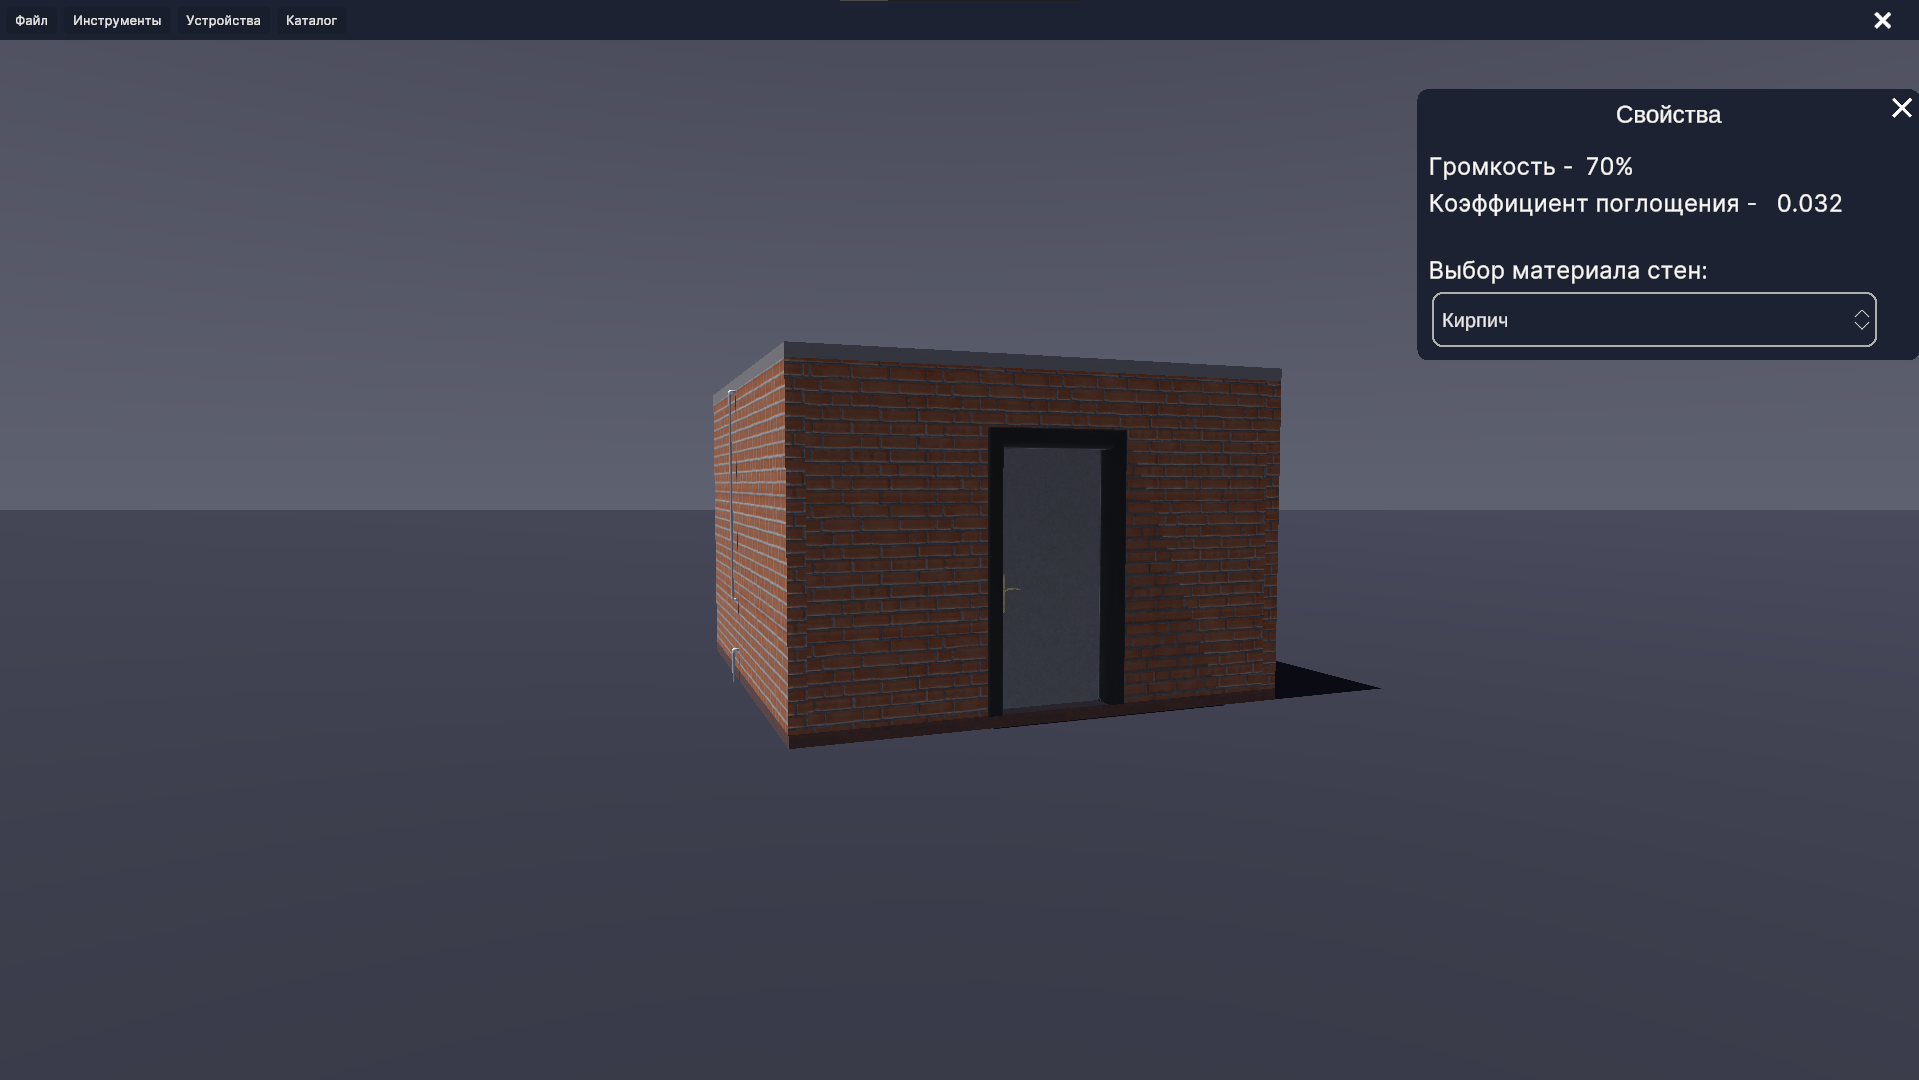 Файл Инструменты Устройства Каталог
Свойства
Громкость - 70%
Коэффициент поглощения - 0.032
Выбор материала стен:
Кирпич